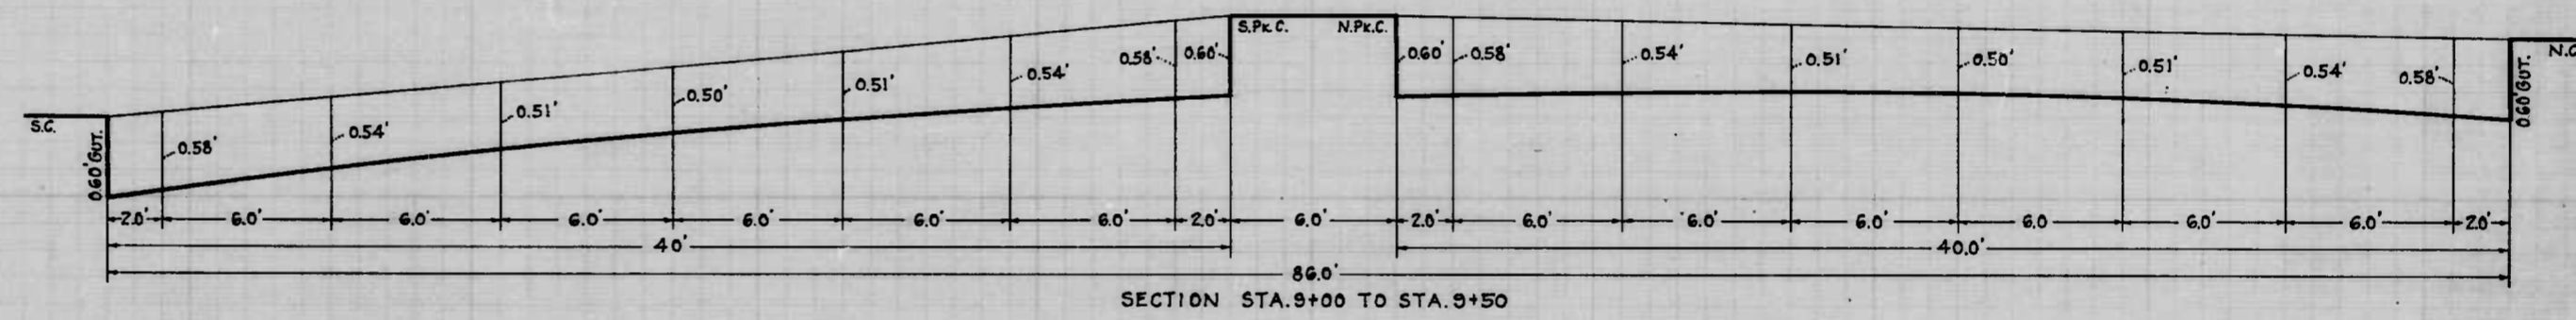 S.PK.C. N.PK.C. N.C
0.58' 0.60' 0.60' 0.58' 0.54' 0.51' 0.50' 0.51' 0.54' 0.58' 0.60' GUT.
S.C. 0.60' GUT. 0.58' 0.54' 0.51' 0.50' 0.51' 0.54'
2.0' 6.0' 6.0' 6.0' 6.0' 6.0' 6.0' 2.0' 6.0' 2.0' 6.0' 6.0' 6.0' 6.0 6.0' 6.0' 2.0'
40' 40.0'
86.0'
SECTION STA. 9+00 TO STA. 9+50